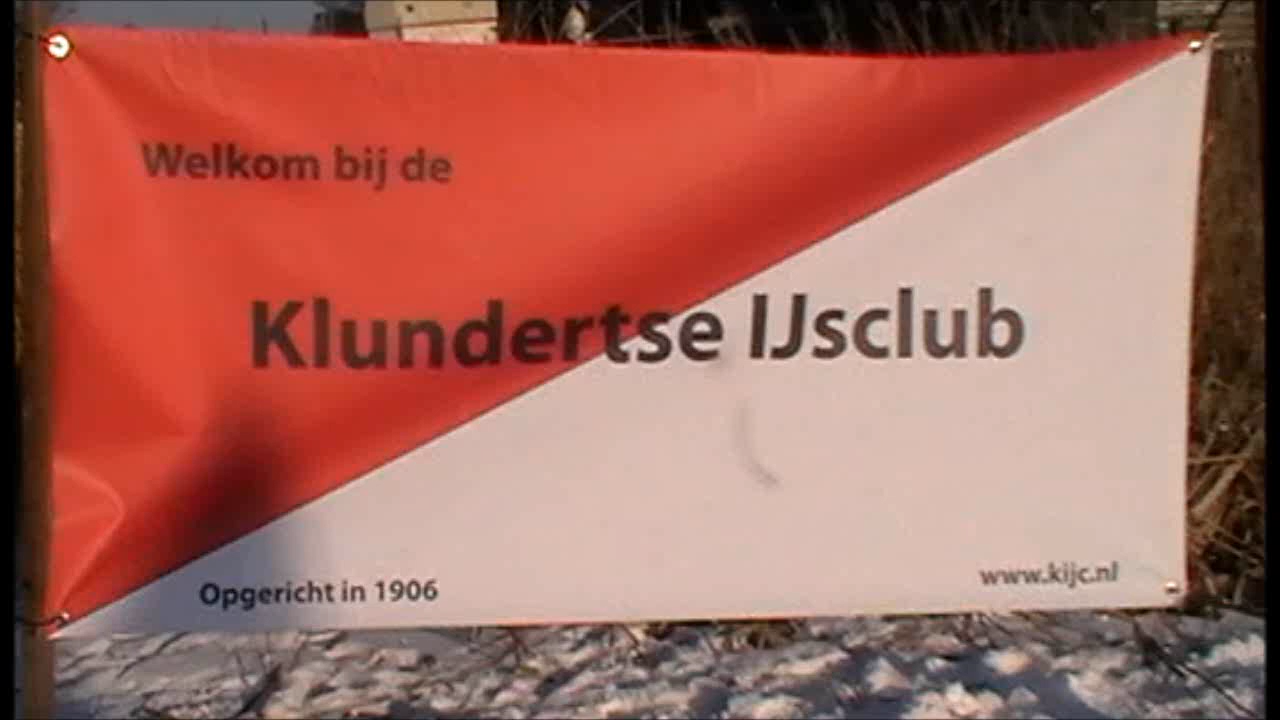 Welkom bij de
Klundertse IJsclub
Opgericht in 1906
www.kijc.nl